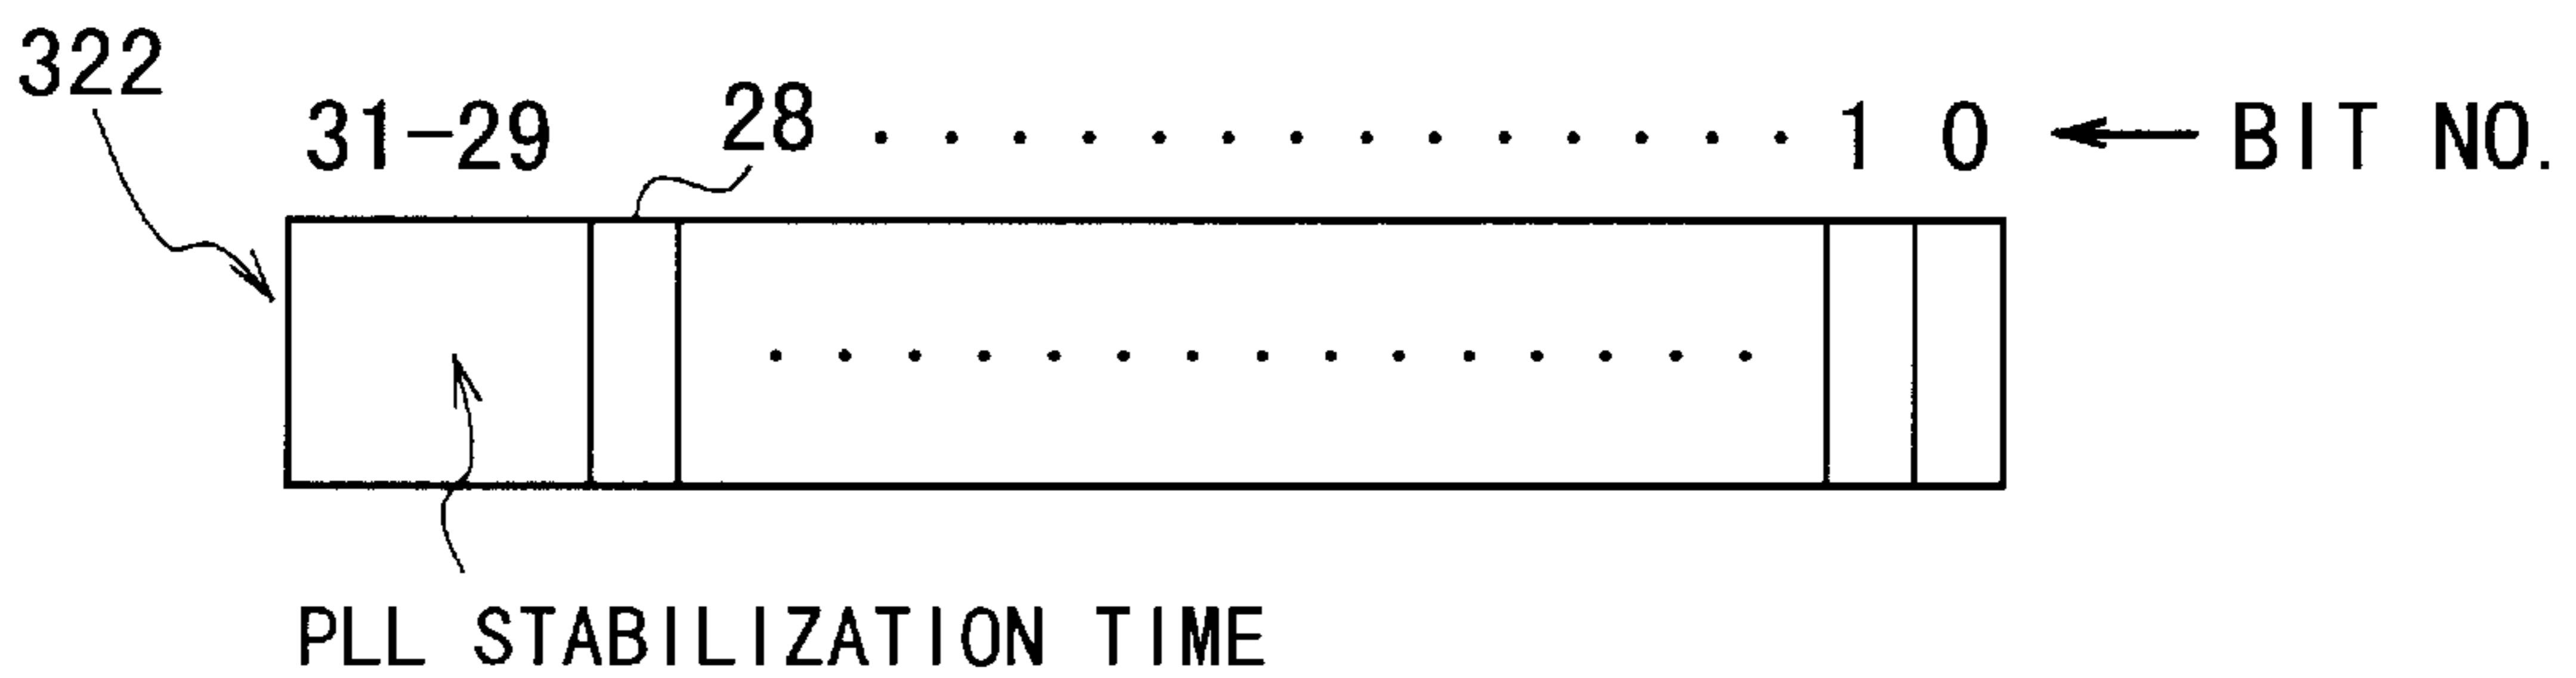 322
31-29 28 . . . . . . . . . . . . . . 1 0 ← BIT NO.
. . . . . . . . . . . . . . .
PLL STABILIZATION TIME